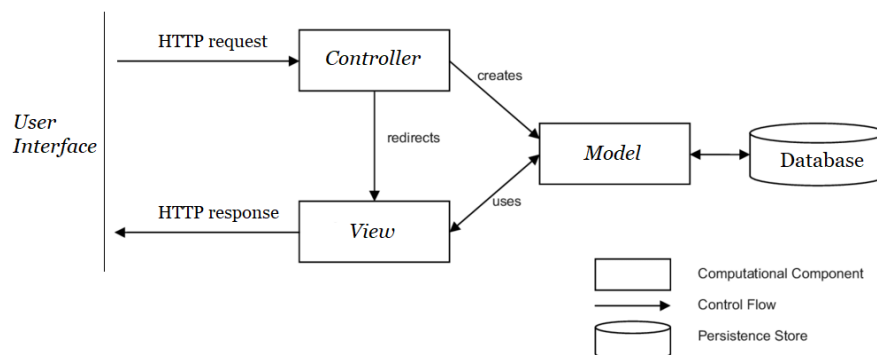 HTTP request
Controller
creates
User
Interface
redirects
Model
Database
uses
HTTP response
View
Computational Component
Control Flow
Persistence Store